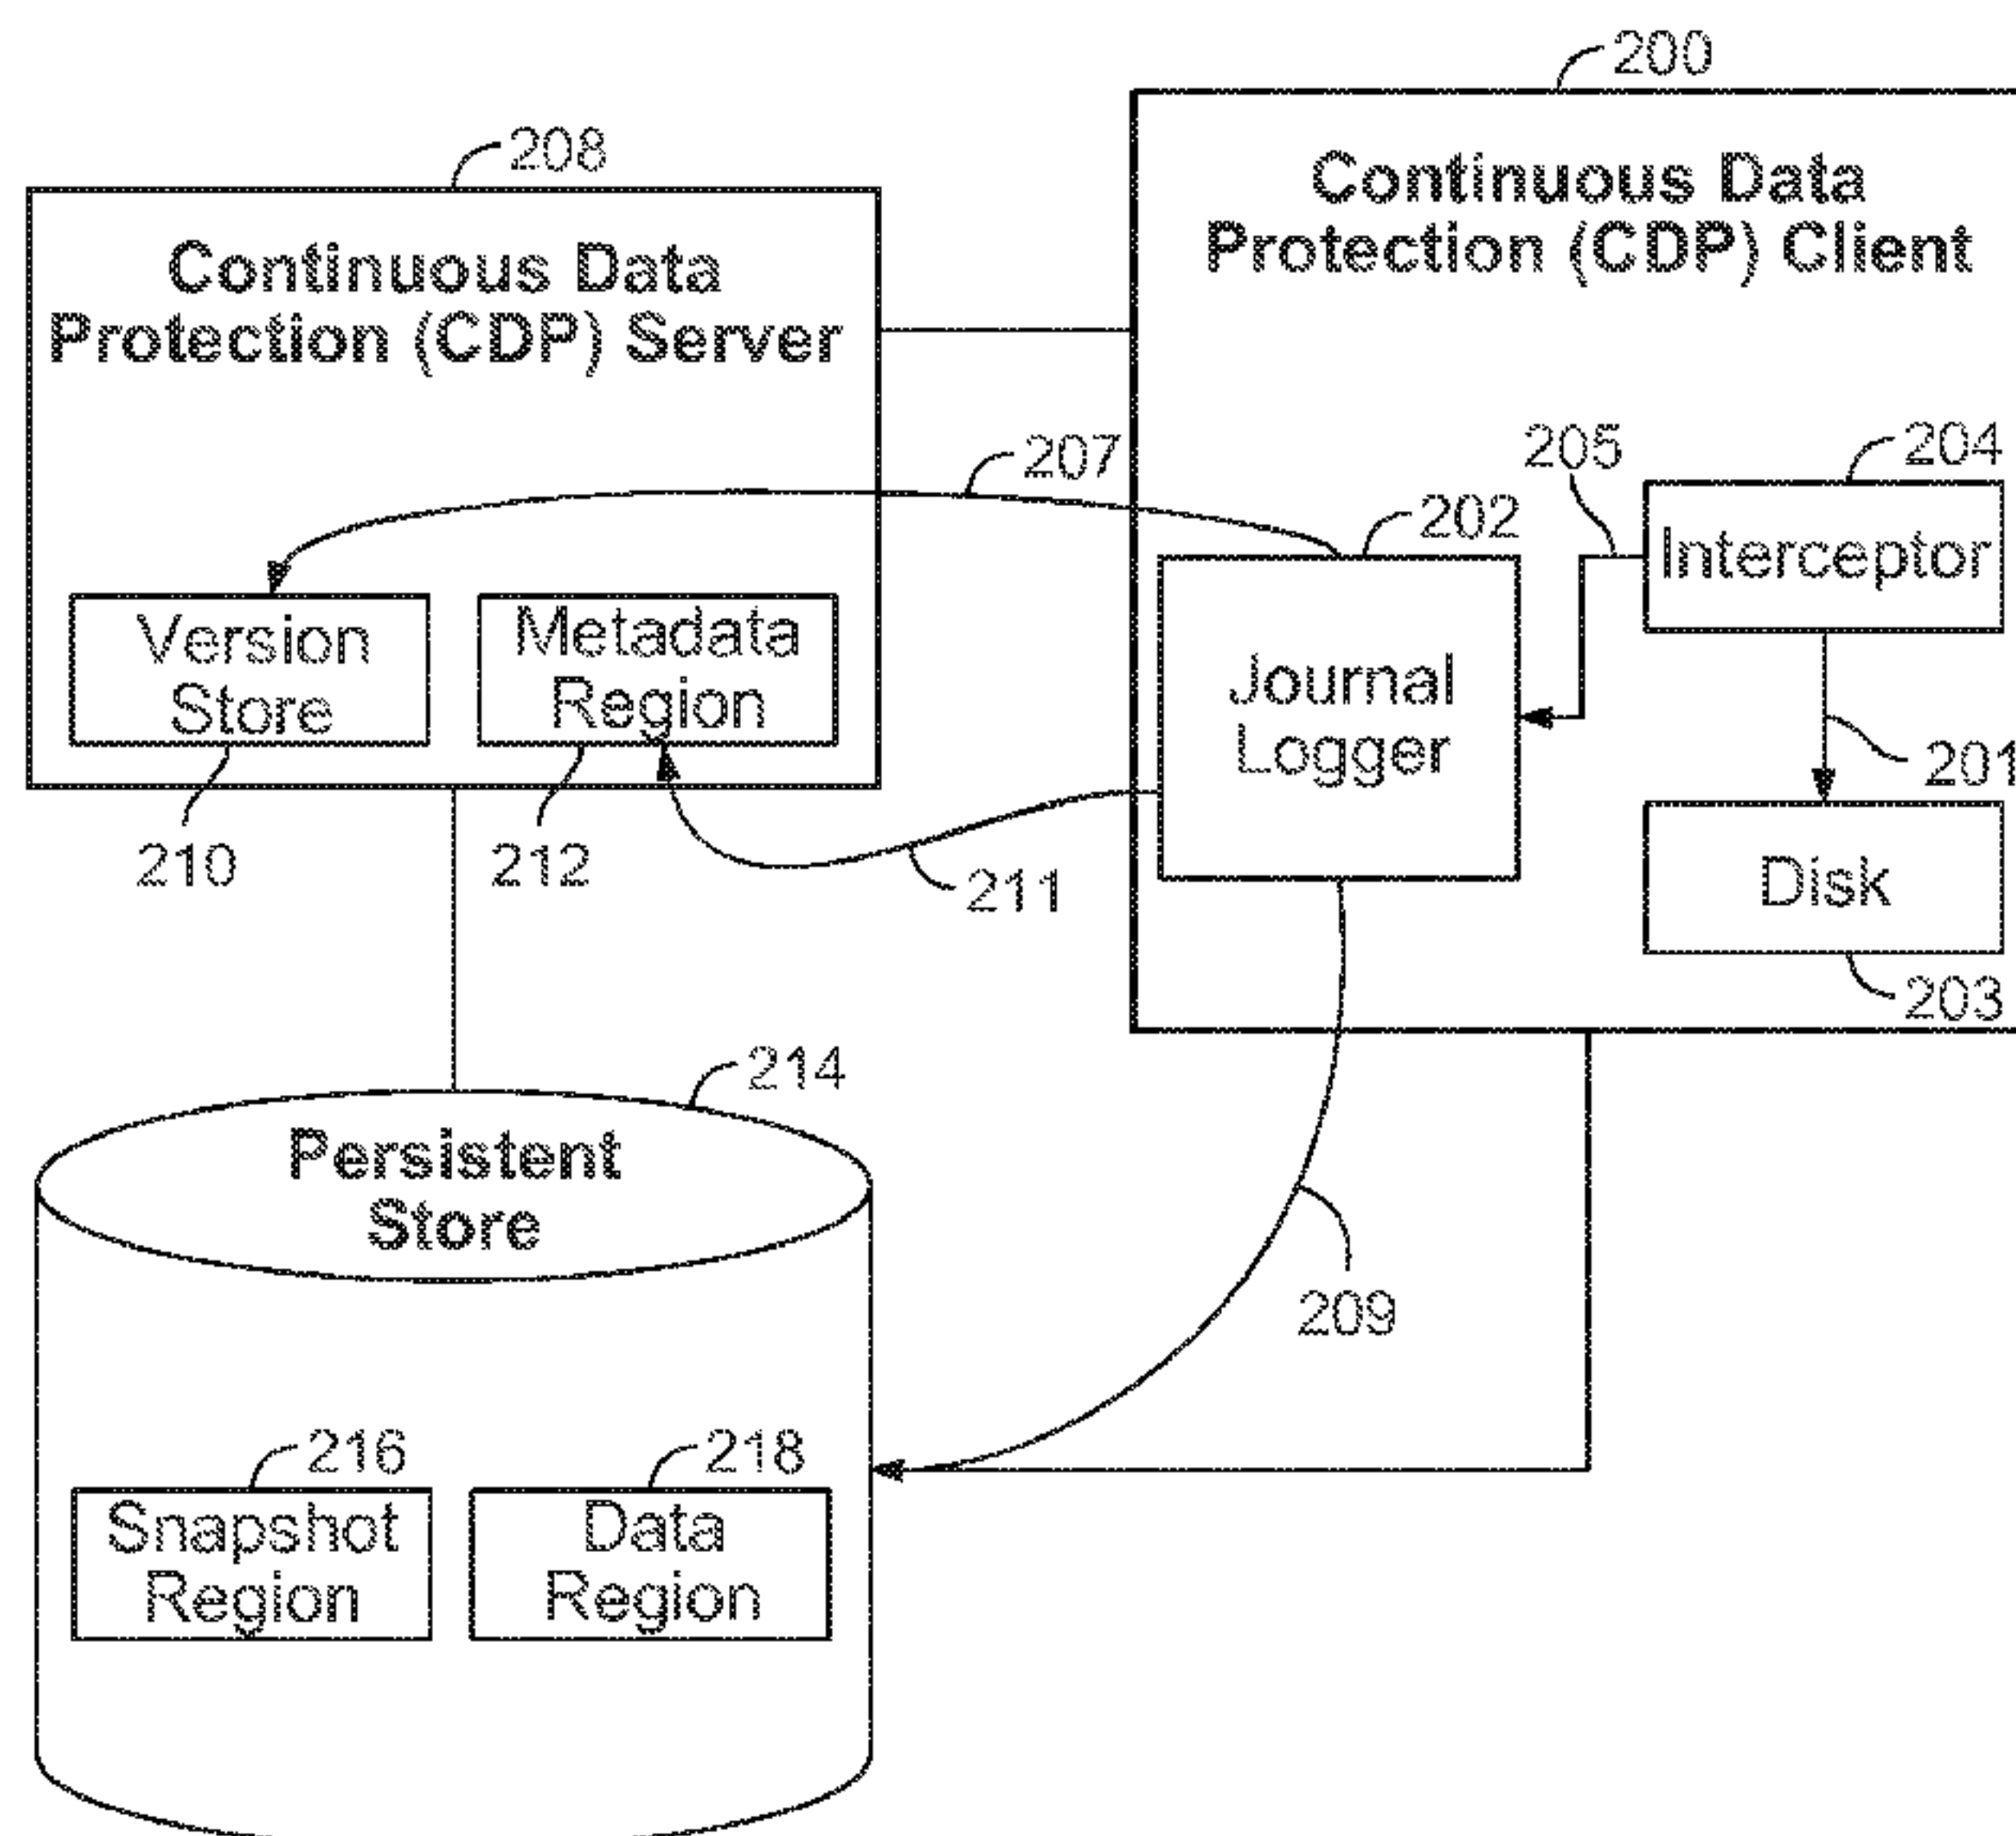 200
208
Continuous Data
Protection (CDP) Client
Continuous Data
Protection (CDP) Server
207
205
204
202
Interceptor
Version
Store
Metadata
Region
Journal
Logger
201
210
212
211
Disk
203
214
Persistent
Store
209
216
218
Snapshot
Region
Data
Region